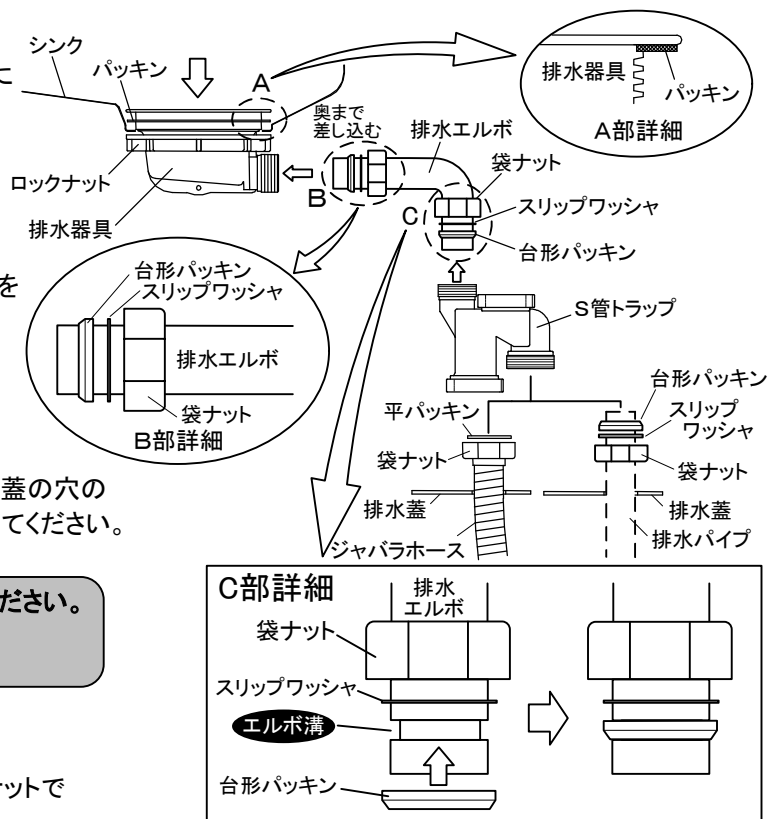 シンク
パッキン
A
に
ロックナット
排水器具
奥まで
差し込む
B
排水エルボ
袋ナット
C
スリップワッシャ
台形パッキン
排水器具
パッキン
A部詳細
を
台形パッキン
スリップワッシャ
排水エルボ
袋ナット
B部詳細
S管トラップ
平パッキン
袋ナット
排水蓋
ジャバラホース
台形パッキン
スリップ
ワッシャ
袋ナット
排水蓋
排水パイプ
蓋の穴の
てください。
ださい。
ナットで
C部詳細
排水
エルボ
袋ナット
スリップワッシャ
エルボ溝
台形パッキン